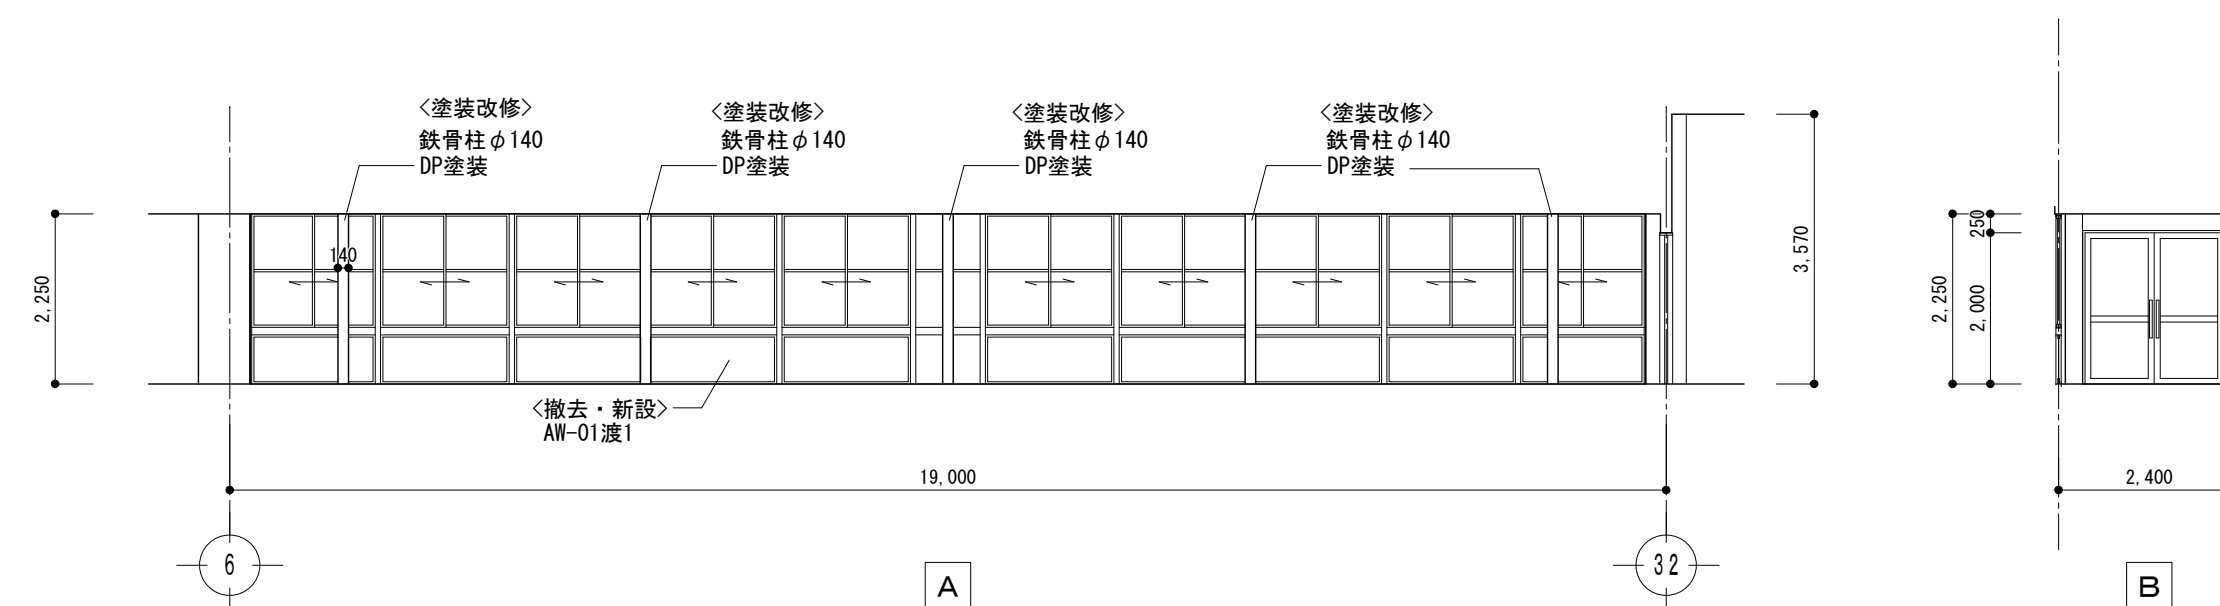 <塗装改修>
鉄骨柱φ140
DP塗装
<塗装改修>
鉄骨柱φ140
DP塗装
<塗装改修>
鉄骨柱φ140
DP塗装
<塗装改修>
鉄骨柱φ140
DP塗装
2,250
140
3,570
<撤去・新設>
AW-01渡1
19,000
6
32
A
2,250
250
2,000
2,400
B